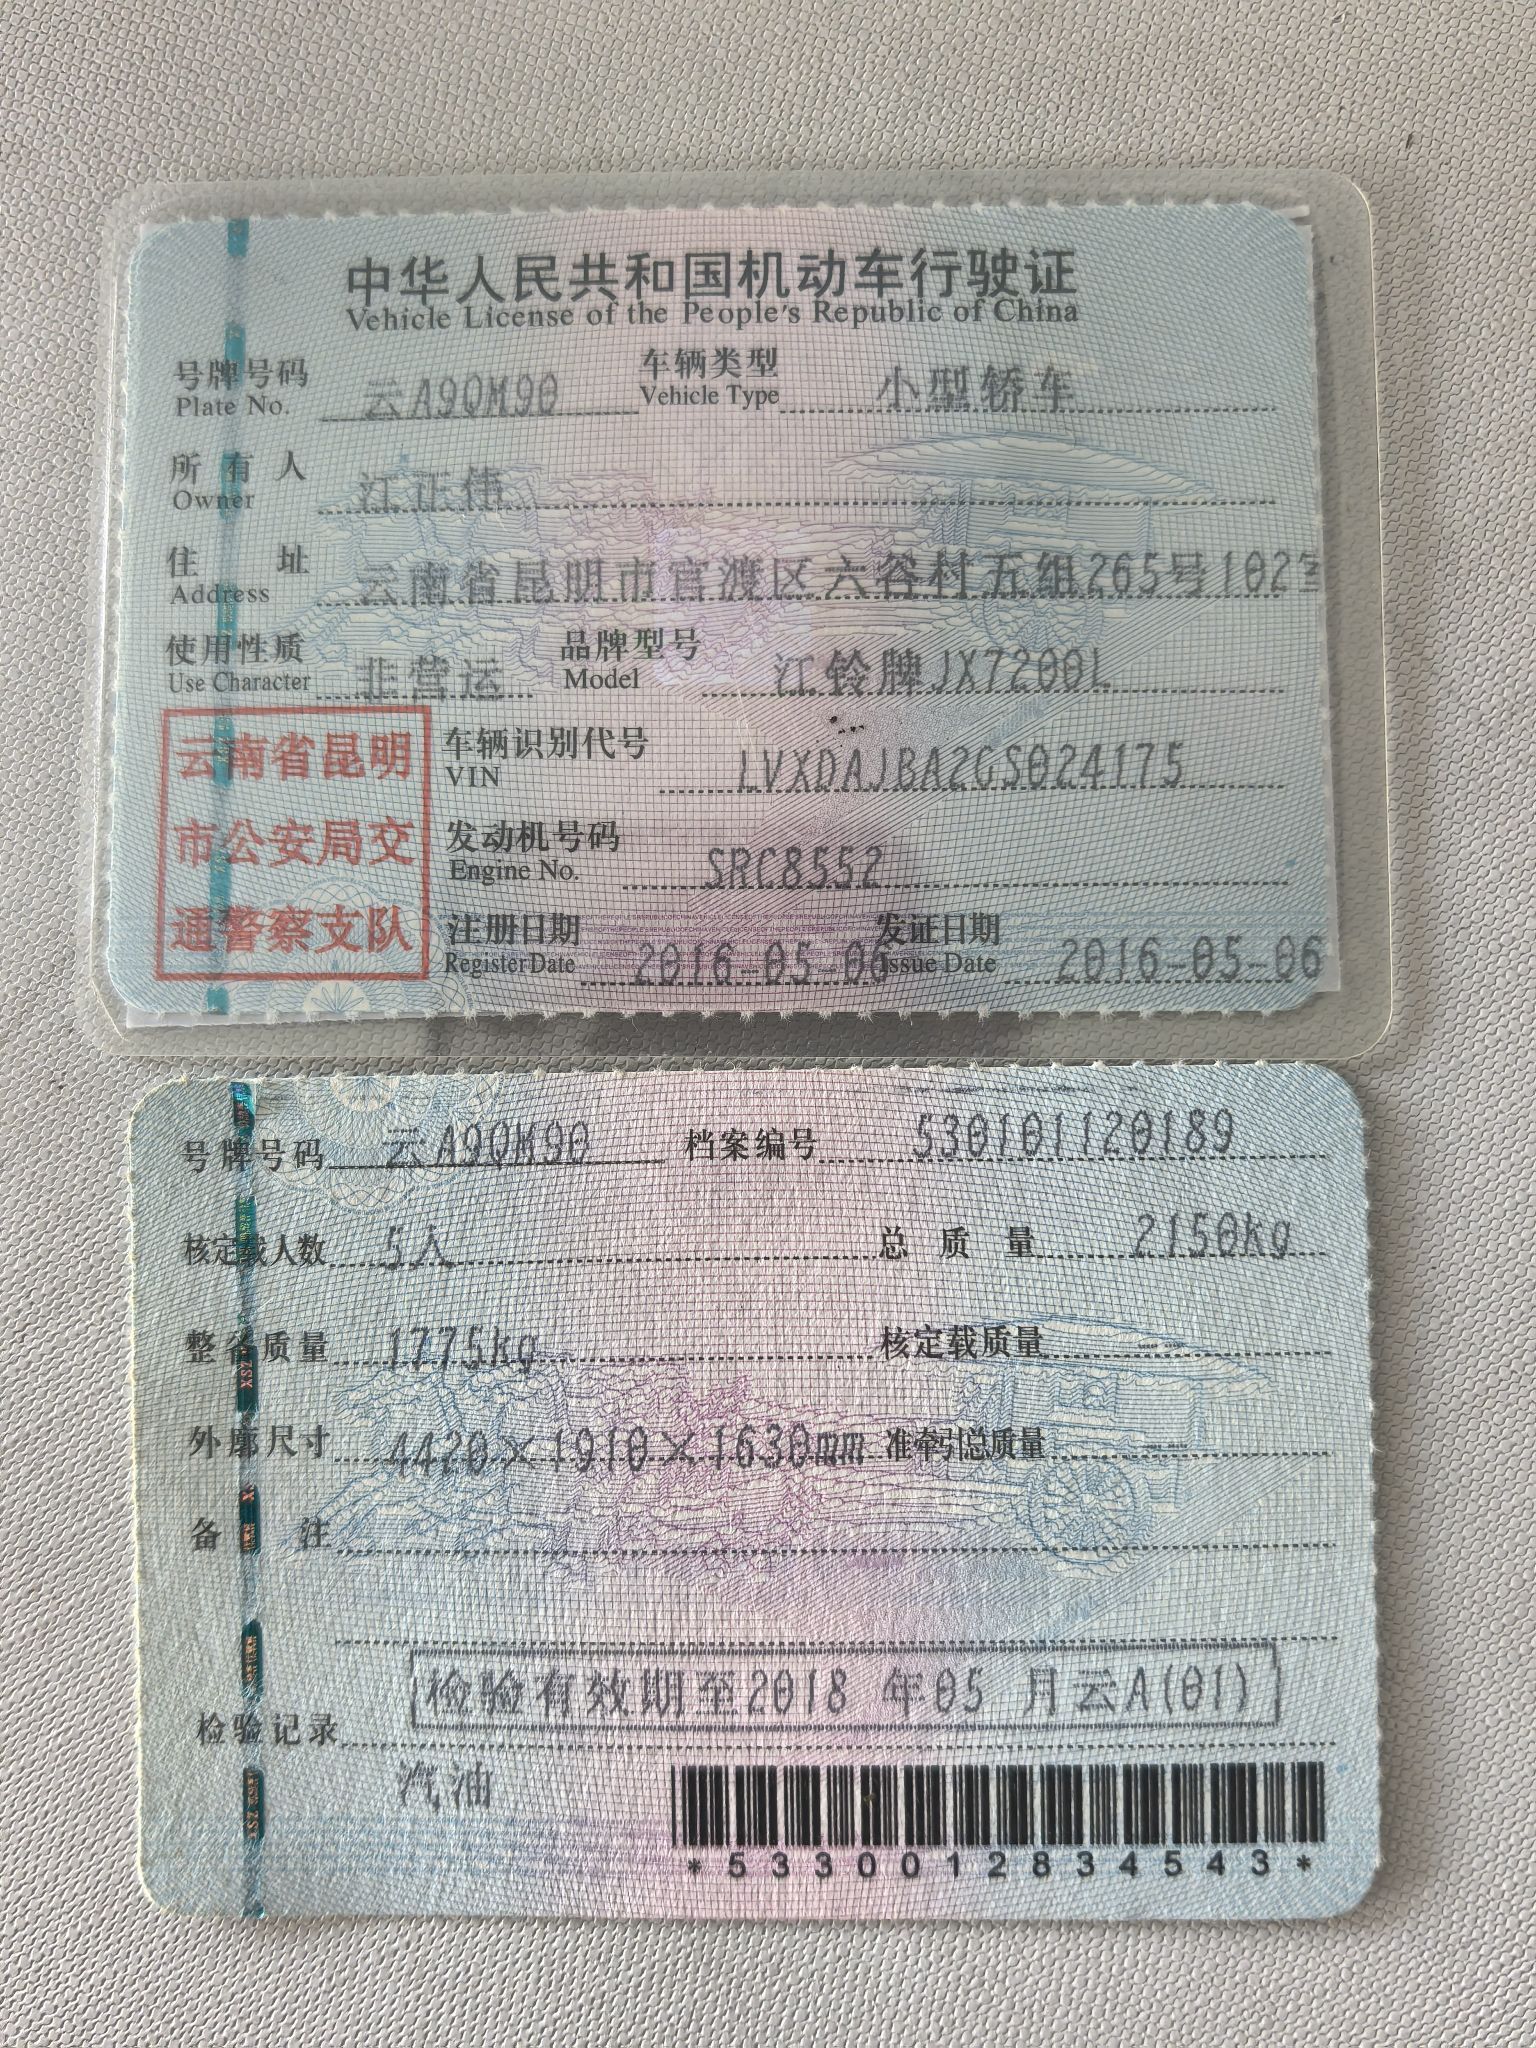 中华人民共和国机动车行驶证
Vehicle License of the People's Republic of China
号牌号码 云A9QM90 车辆类型 小型轿车
Plate No. Vehicle Type
所有人 江正伟
Owner
住址 云南省昆明市官渡区六谷村五组265号102室
Address
使用性质 非营运 品牌型号 江铃牌JX7200L
Use Character Model
云南省昆明
市公安局交
通警察支队
车辆识别代号 LVXDAJBA2GS024175
VIN
发动机号码 SRC8552
Engine No.
注册日期 2016-05-06 发证日期 2016-05-06
Register Date Issue Date
号牌号码 云A9QM90 档案编号 530101120189
核定载人数 5人 总质量 2150kg
整备质量 1775kg 核定载质量 --
外廓尺寸 4420×1910×1630mm 准牵引总质量 --
备注
检验有效期至2018 年05 月云A(01)
检验记录
汽油
*5330012834543*